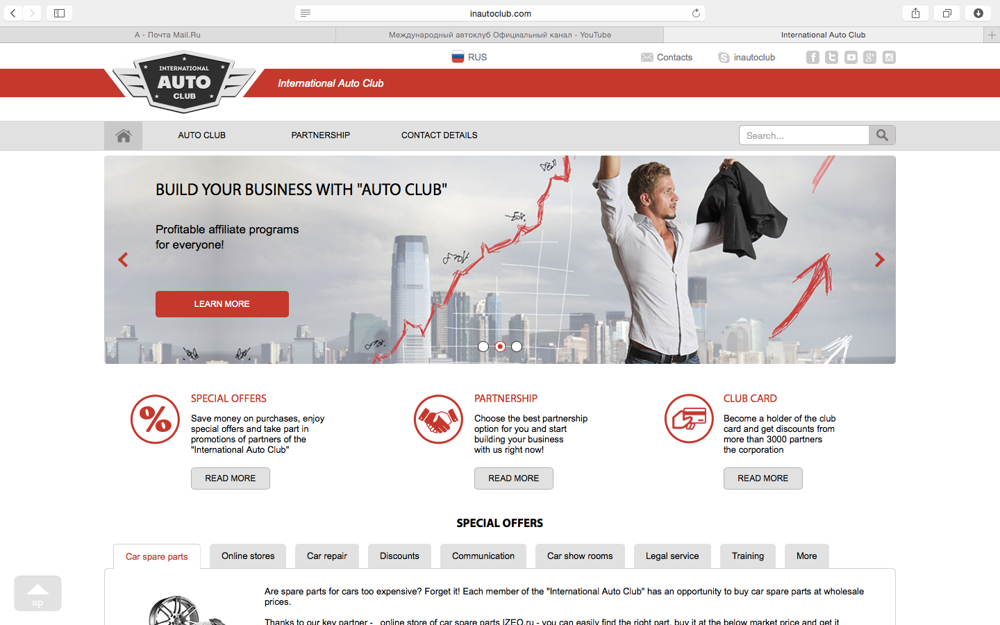 inautoclub.com
А - Почта Mail.Ru
Международный автоклуб Официальный канал - YouTube
International Auto Club
RUS
Contacts
inautoclub
INTERNATIONAL
AUTO
CLUB
International Auto Club
AUTO CLUB
PARTNERSHIP
CONTACT DETAILS
Search...
BUILD YOUR BUSINESS WITH "AUTO CLUB"
Profitable affiliate programs
for everyone!
LEARN MORE
SPECIAL OFFERS
Save money on purchases, enjoy
special offers and take part in
promotions of partners of the
"International Auto Club"
READ MORE
PARTNERSHIP
Choose the best partnership
option for you and start
building your business
with us right now!
READ MORE
CLUB CARD
Become a holder of the club
card and get discounts from
more than 3000 partners
the corporation
READ MORE
SPECIAL OFFERS
Car spare parts
Online stores
Car repair
Discounts
Communication
Car show rooms
Legal service
Training
More
Are spare parts for cars too expensive? Forget it! Each member of the "International Auto Club" has an opportunity to buy car spare parts at wholesale
prices.
Thanks to our key partner - online store of car spare parts IZEO.ru - you can easily find the right part, buy it at the below market price and get it
up